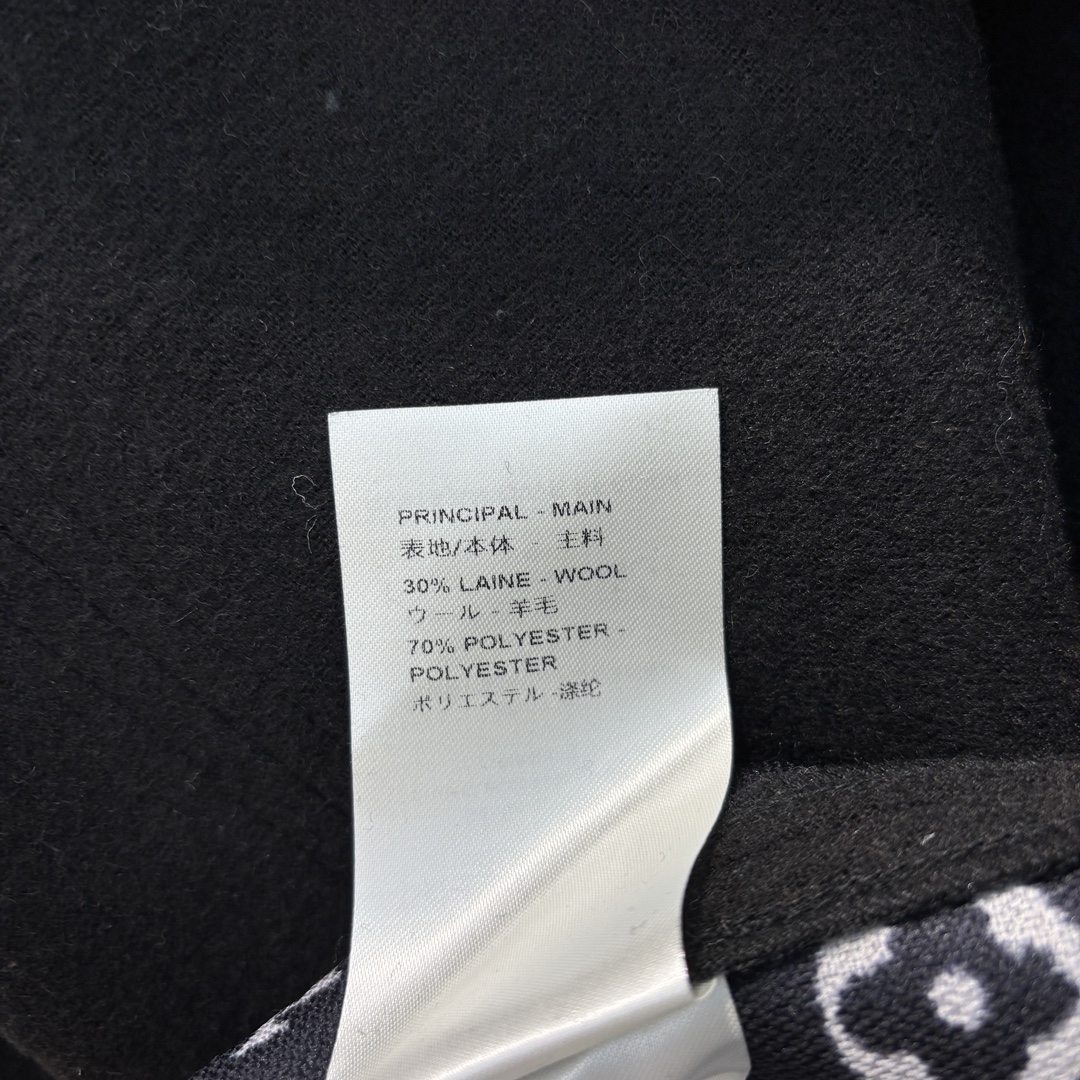 PRINCIPAL - MAIN
表地/本体 - 主料
30% LAINE - WOOL
ウール - 羊毛
70% POLYESTER -
POLYESTER
ポリエステル -涤纶